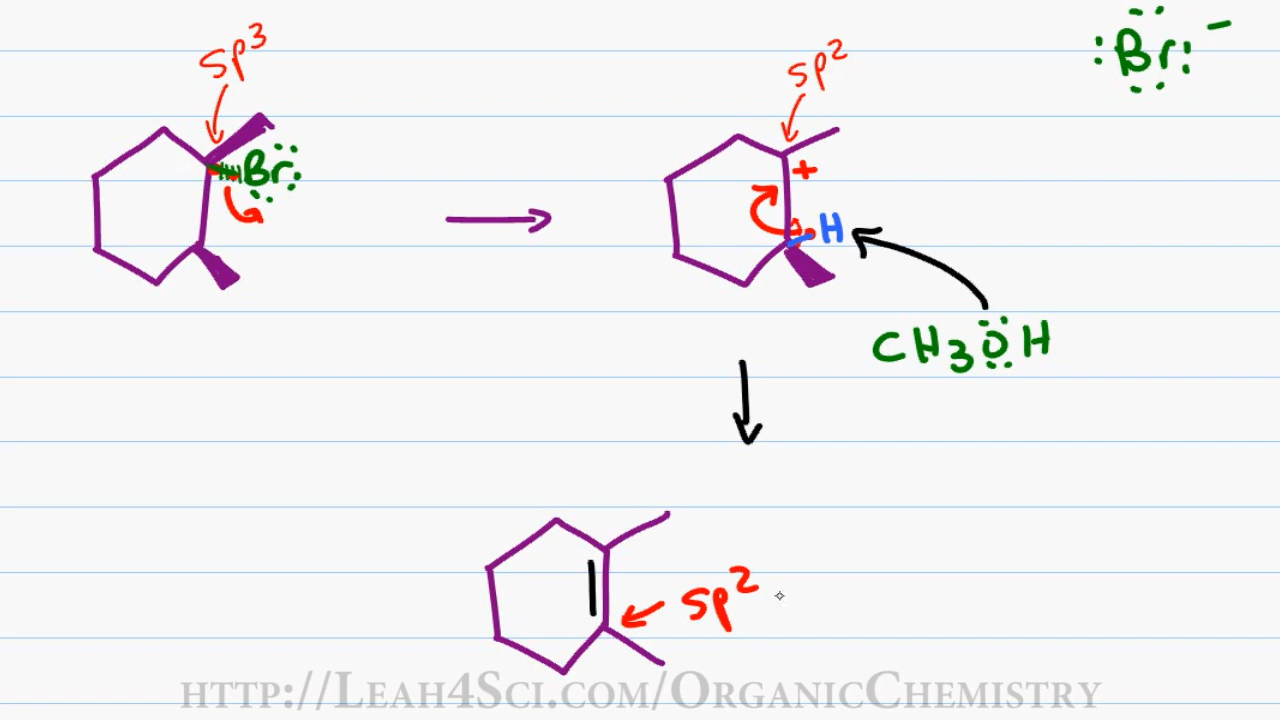 sp³
sp²
:Br: −
Br:
+
H
CH3OH
sp²
HTTP://LEAH4SCI.COM/ORGANICCHEMISTRY